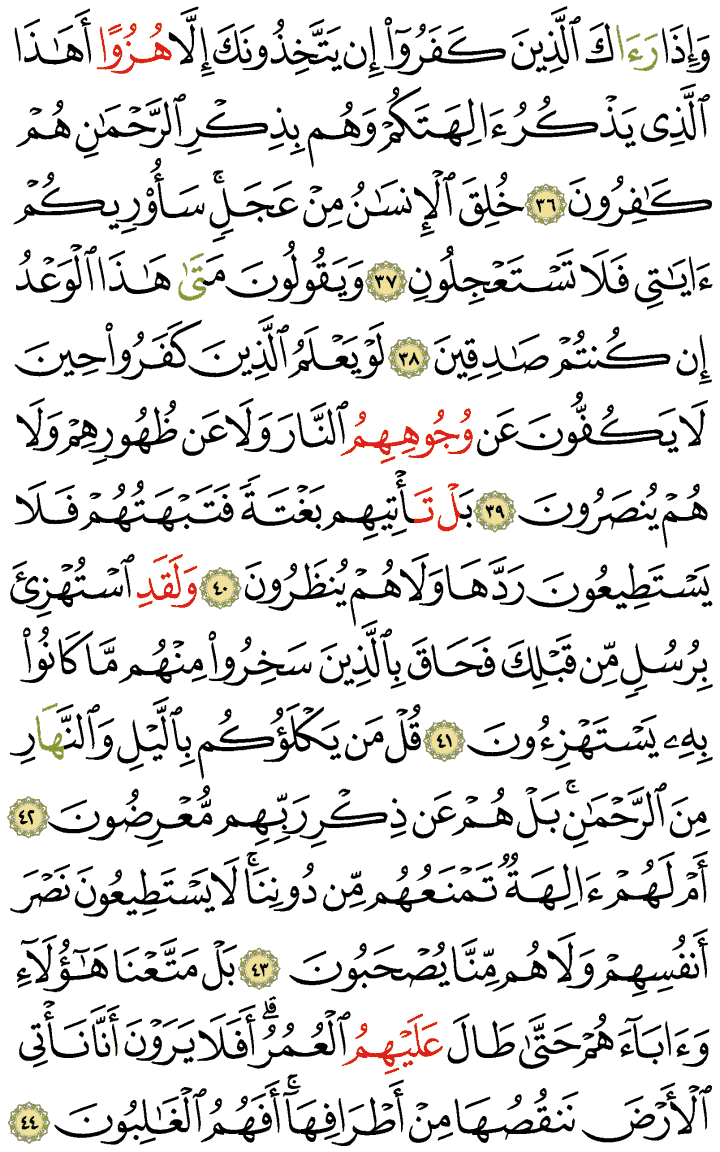 وَإِذَا رَءَاكَ ٱلَّذِينَ كَفَرُوٓاْ إِن يَتَّخِذُونَكَ إِلَّا هُزُوًا أَهَٰذَا
ٱلَّذِى يَذْكُرُ ءَالِهَتَكُمْ وَهُم بِذِكْرِ ٱلرَّحْمَٰنِ هُمْ
كَٰفِرُونَ ٣٦ خُلِقَ ٱلْإِنسَٰنُ مِنْ عَجَلٍۚ سَأُوْرِيكُمْ
ءَايَٰتِى فَلَا تَسْتَعْجِلُونِ ٣٧ وَيَقُولُونَ مَتَىٰ هَٰذَا ٱلْوَعْدُ
إِن كُنتُمْ صَٰدِقِينَ ٣٨ لَوْ يَعْلَمُ ٱلَّذِينَ كَفَرُواْ حِينَ
لَا يَكُفُّونَ عَن وُجُوهِهِمُ ٱلنَّارَ وَلَا عَن ظُهُورِهِمْ وَلَا
هُمْ يُنصَرُونَ ٣٩ بَلْ تَأْتِيهِم بَغْتَةً فَتَبْهَتُهُمْ فَلَا
يَسْتَطِيعُونَ رَدَّهَا وَلَا هُمْ يُنظَرُونَ ٤٠ وَلَقَدِ ٱسْتُهْزِئَ
بِرُسُلٍ مِّن قَبْلِكَ فَحَاقَ بِٱلَّذِينَ سَخِرُواْ مِنْهُم مَّا كَانُواْ
بِهِۦ يَسْتَهْزِءُونَ ٤١ قُلْ مَن يَكْلَؤُكُم بِٱلَّيْلِ وَٱلنَّهَارِ
مِنَ ٱلرَّحْمَٰنِۚ بَلْ هُمْ عَن ذِكْرِ رَبِّهِم مُّعْرِضُونَ ٤٢
أَمْ لَهُمْ ءَالِهَةٌ تَمْنَعُهُم مِّن دُونِنَاۚ لَا يَسْتَطِيعُونَ نَصْرَ
أَنفُسِهِمْ وَلَا هُم مِّنَّا يُصْحَبُونَ ٤٣ بَلْ مَتَّعْنَا هَٰٓؤُلَآءِ
وَءَابَآءَهُمْ حَتَّىٰ طَالَ عَلَيْهِمُ ٱلْعُمُرُۗ أَفَلَا يَرَوْنَ أَنَّا نَأْتِى
ٱلْأَرْضَ نَنقُصُهَا مِنْ أَطْرَافِهَآۚ أَفَهُمُ ٱلْغَٰلِبُونَ ٤٤